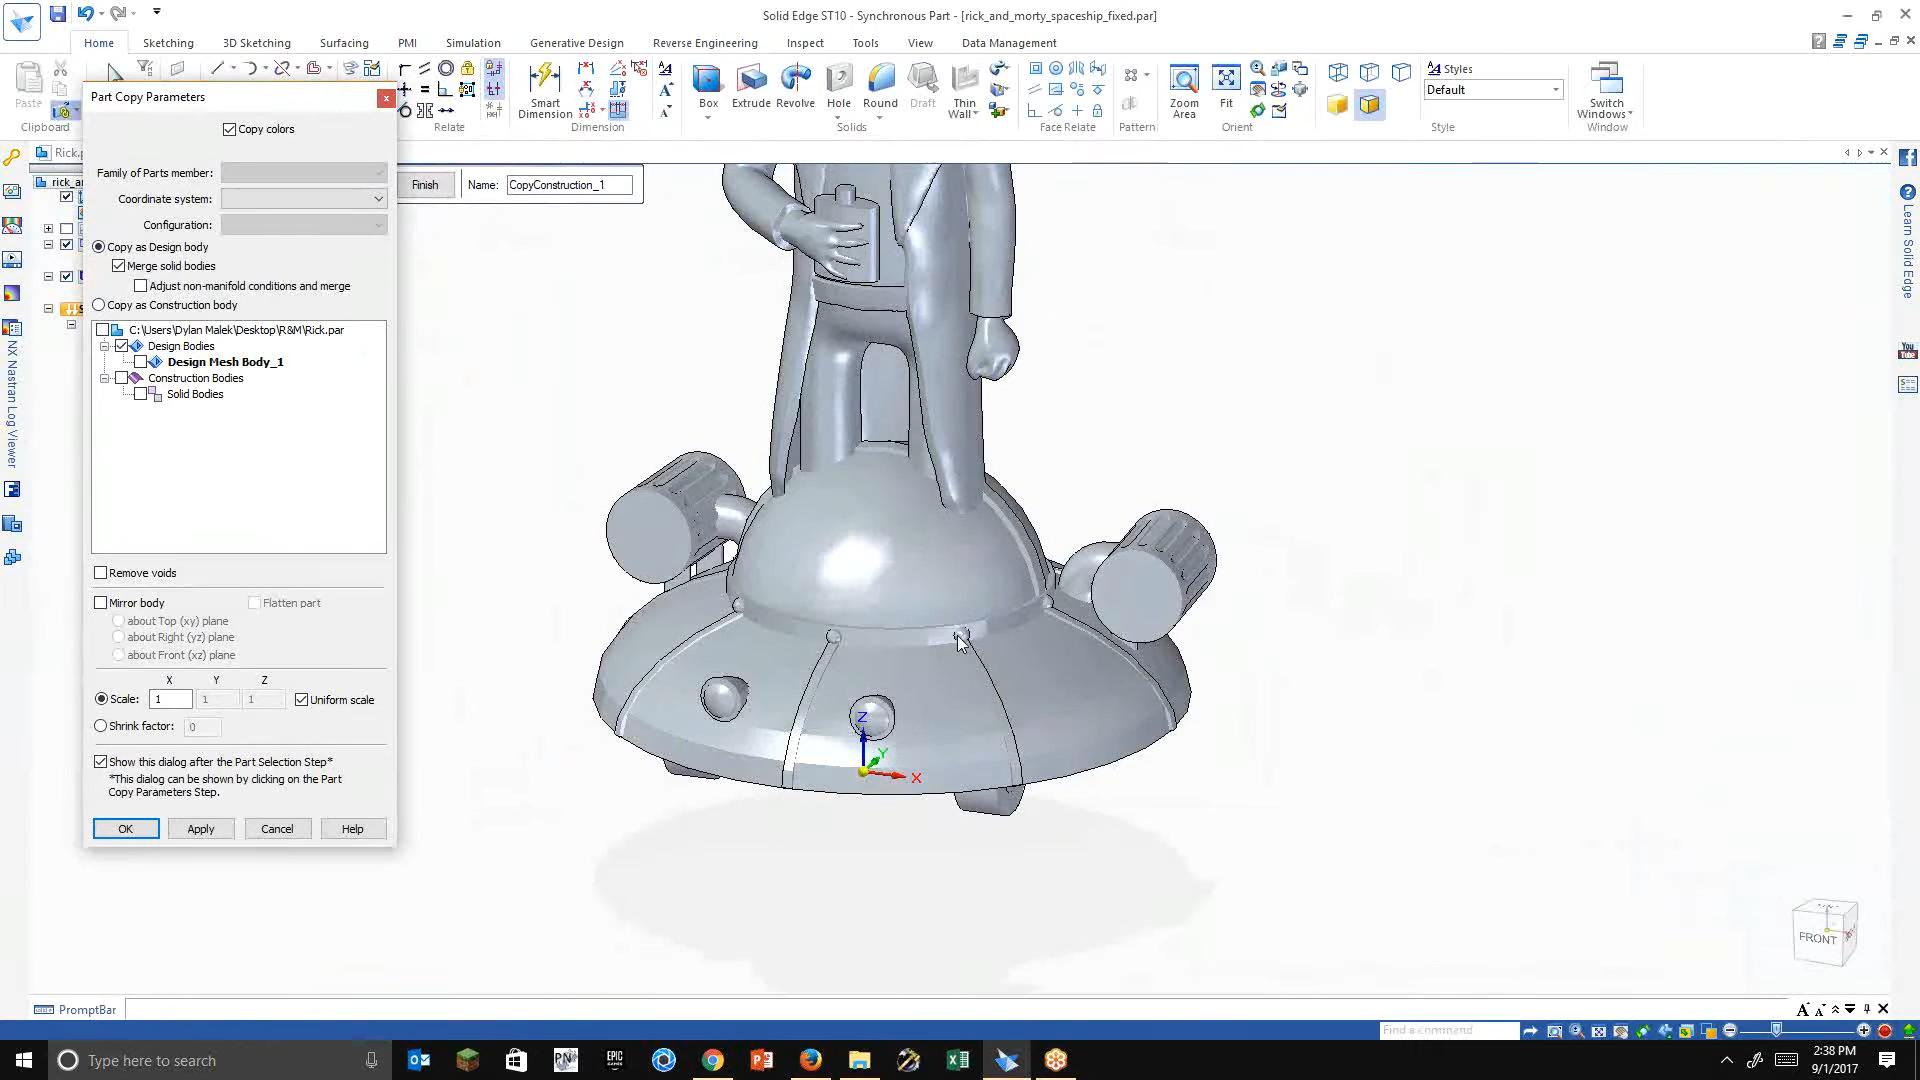 Solid Edge ST10 - Synchronous Part - [rick_and_morty_spaceship_fixed.par]
Home Sketching 3D Sketching Surfacing PMI Simulation Generative Design Reverse Engineering Inspect Tools View Data Management
Paste
Clipboard
Relate
Smart Dimension
Dimension
Box Extrude Revolve Hole Round Draft Thin Wall
Solids
Face Relate
Pattern
Zoom Area Fit
Orient
Styles
Default
Style
Switch Windows
Window
Part Copy Parameters
Copy colors
Family of Parts member:
Coordinate system:
Configuration:
Copy as Design body
Merge solid bodies
Adjust non-manifold conditions and merge
Copy as Construction body
C:\Users\Dylan Malek\Desktop\R&M\Rick.par
Design Bodies
Design Mesh Body_1
Construction Bodies
Solid Bodies
Remove voids
Mirror body Flatten part
about Top (xy) plane
about Right (yz) plane
about Front (xz) plane
X Y Z
Scale: 1 1 1 Uniform scale
Shrink factor: 0
Show this dialog after the Part Selection Step*
*This dialog can be shown by clicking on the Part
Copy Parameters Step.
OK Apply Cancel Help
Rick.p
rick_ar
Finish Name: CopyConstruction_1
NX Nastran Log Viewer
Learn Solid Edge
You Tube
Z
Y
X
FRONT
PromptBar
Find a command
Type here to search
PN
EPIC GAMES
2:38 PM
9/1/2017